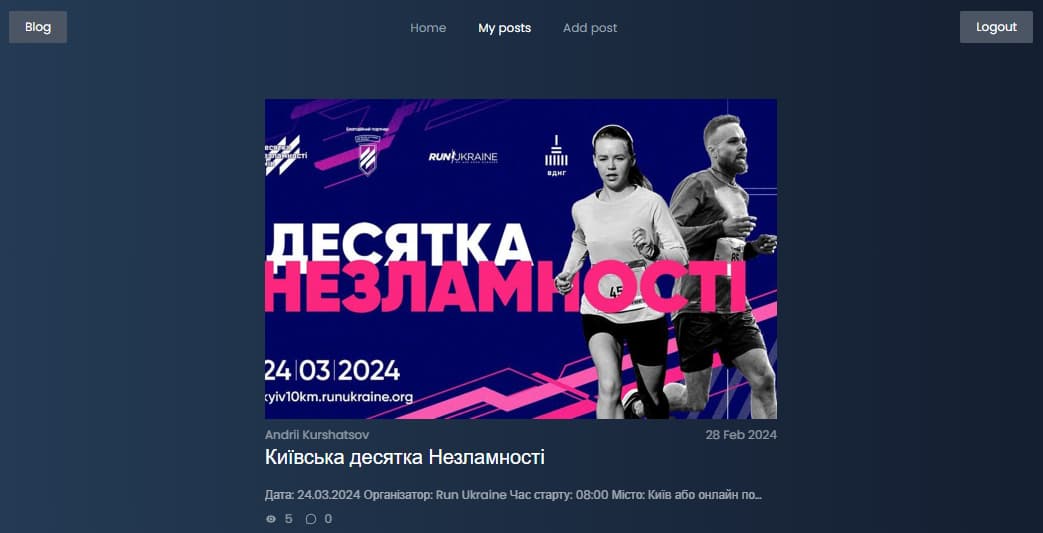 Blog
Home
My posts
Add post
Logout
Благодійний партнер
RUN UKRAINE
ВДНГ
ДЕСЯТКА
НЕЗЛАМНОСТІ
24|03|2024
kyiv10km.runukraine.org
Andrii Kurshatsov
28 Feb 2024
Київська десятка Незламності
Дата: 24.03.2024 Організатор: Run Ukraine Час старту: 08:00 Місто: Київ або онлайн по...
5
0